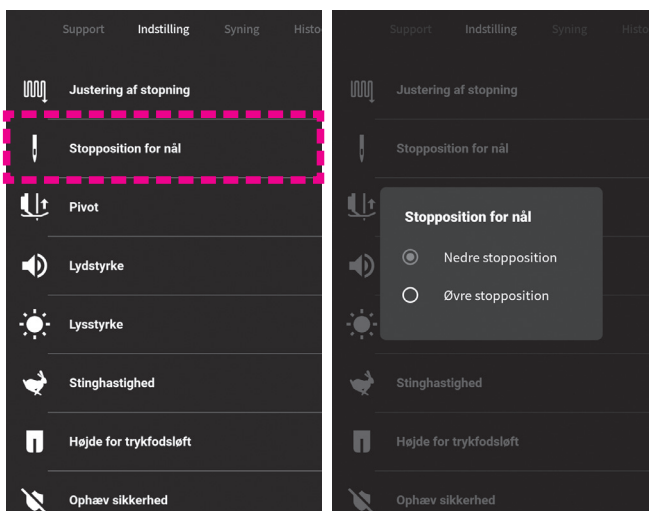 Support Indstilling Syning Histo
Justering af stopning
Stopposition for nål
Pivot
Lydstyrke
Lysstyrke
Stinghastighed
Højde for trykfodsløft
Ophæv sikkerhed
Support Indstilling Syning Histo
Justering af stopning
Stopposition for nål
Stopposition for nål
Nedre stopposition
Øvre stopposition
Stinghastighed
Højde for trykfodsløft
Ophæv sikkerhed